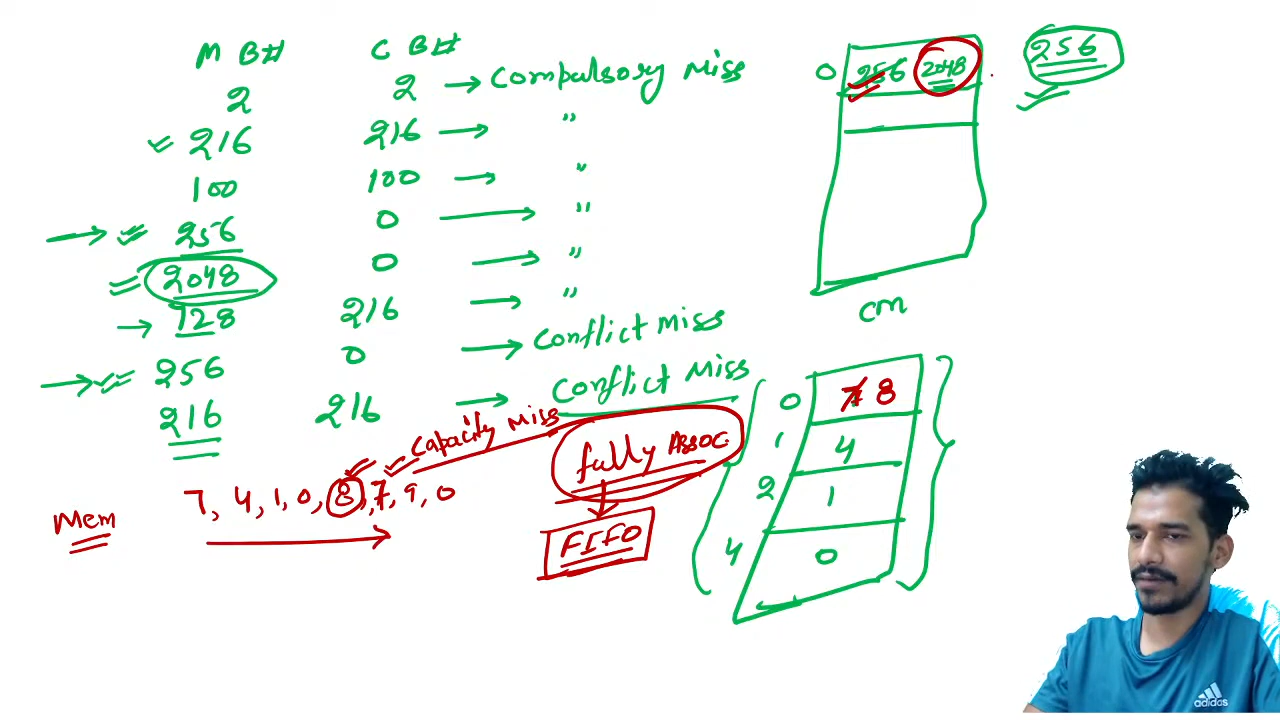 M B# C B#
2 2 → Compalsory Miss
216 216 → "
100 100 → "
256 0 → "
2048 0 → "
728 216 → "
256 0 → Conflict Miss
216 216 → Conflict Miss
0 256 2048 256
cm
Capacity Miss
Mem 7, 4, 1, 0, 8, 7, 9, 0
fully Assoc.
FIFO
0 7 8
1 4
2 1
4 0
adidas